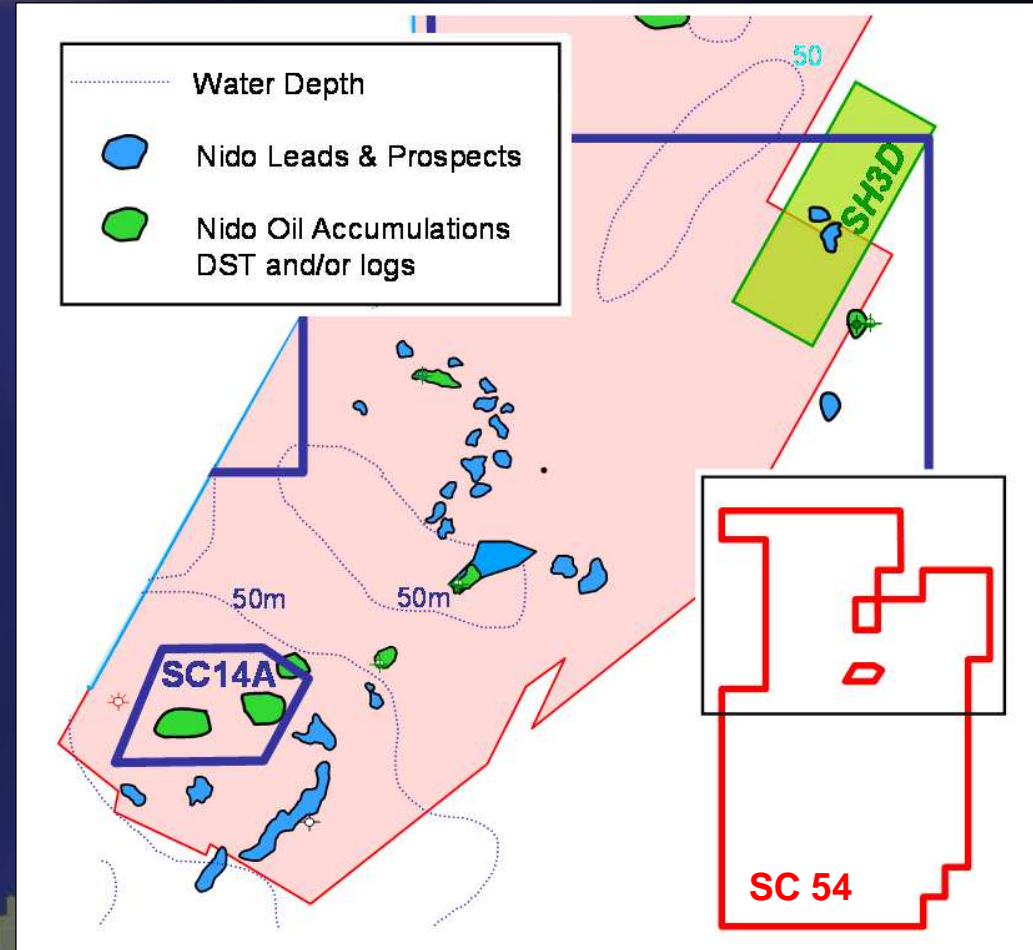 Water Depth
Nido Leads & Prospects
Nido Oil Accumulations
DST and/or logs
50
SH3D
50m
50m
SC14A
SC 54